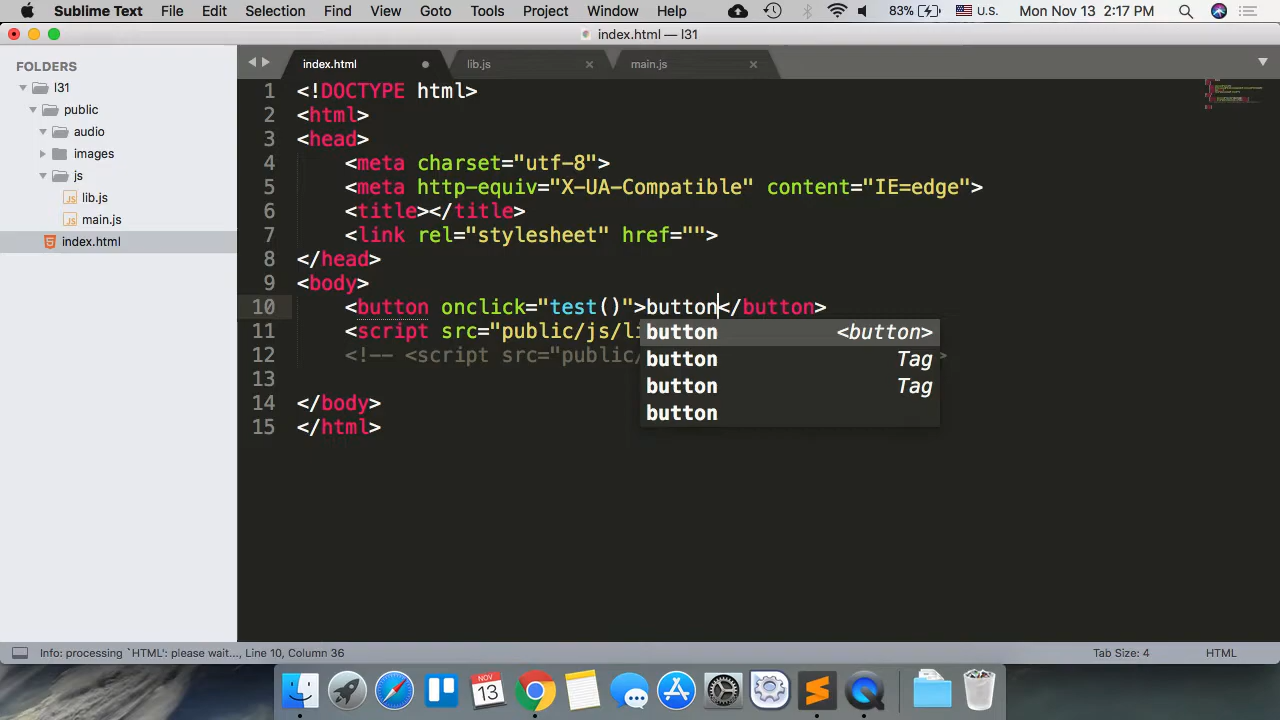 Sublime Text File Edit Selection Find View Goto Tools Project Window Help 83% U.S. Mon Nov 13 2:17 PM
index.html — l31
FOLDERS
l31
public
audio
images
js
lib.js
main.js
index.html
index.html lib.js main.js
1 <!DOCTYPE html>
2 <html>
3 <head>
4 <meta charset="utf-8">
5 <meta http-equiv="X-UA-Compatible" content="IE=edge">
6 <title></title>
7 <link rel="stylesheet" href="">
8 </head>
9 <body>
10 <button onclick="test()">button</button>
11 <script src="public/js/li
12 <!-- <script src="public/ >
13
14 </body>
15 </html>
button <button>
button Tag
button Tag
button
Info: processing `HTML': please wait..., Line 10, Column 36 Tab Size: 4 HTML
NOV
13